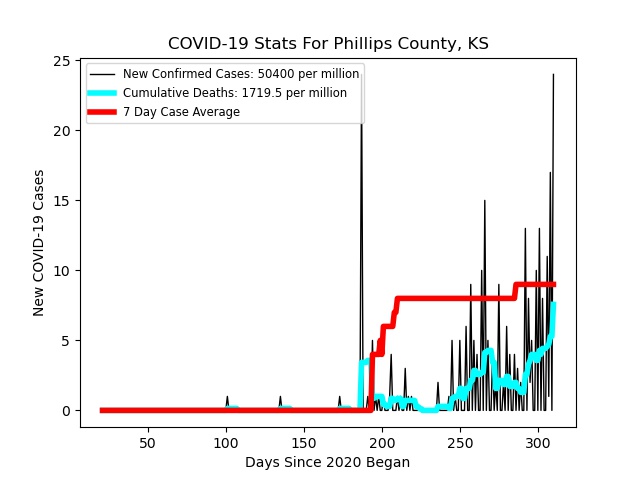 COVID-19 Stats For Phillips County, KS
New Confirmed Cases: 50400 per million
Cumulative Deaths: 1719.5 per million
7 Day Case Average
New COVID-19 Cases
25
20
15
10
5
0
50
100
150
200
250
300
Days Since 2020 Began